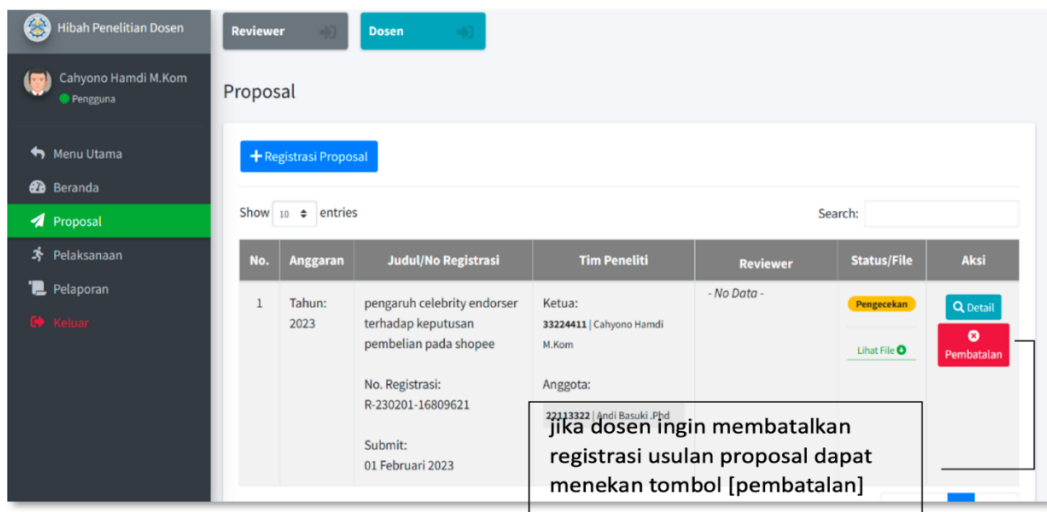 Hibah Penelitian Dosen
Cahyono Hamdi M.Kom
Pengguna
Menu Utama
Beranda
Proposal
Pelaksanaan
Pelaporan
Keluar
Reviewer
Dosen
Proposal
Registrasi Proposal
Show 10 entries
Search:
No. Anggaran Judul/No Registrasi Tim Peneliti Reviewer Status/File Aksi
1
Tahun:
2023
pengaruh celebrity endorser
terhadap keputusan
pembelian pada shopee
No. Registrasi:
R-230201-16809621
Submit:
01 Februari 2023
Ketua:
33224411 | Cahyono Hamdi
M.Kom
Anggota:
22113322 | Andi Basuki .Phd
- No Data -
Pengecekan
Lihat File
Detail
Pembatalan
jika dosen ingin membatalkan
registrasi usulan proposal dapat
menekan tombol [pembatalan]